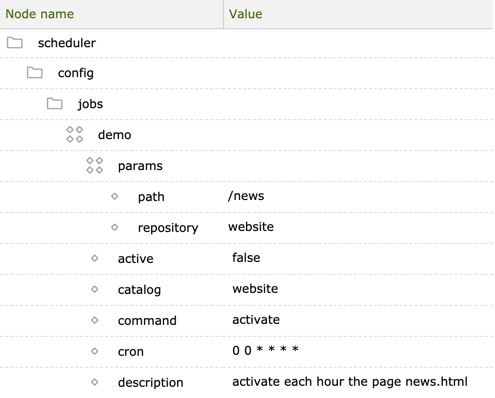 Node name Value
scheduler
config
jobs
demo
params
path /news
repository website
active false
catalog website
command activate
cron 0 0 * * * *
description activate each hour the page news.html